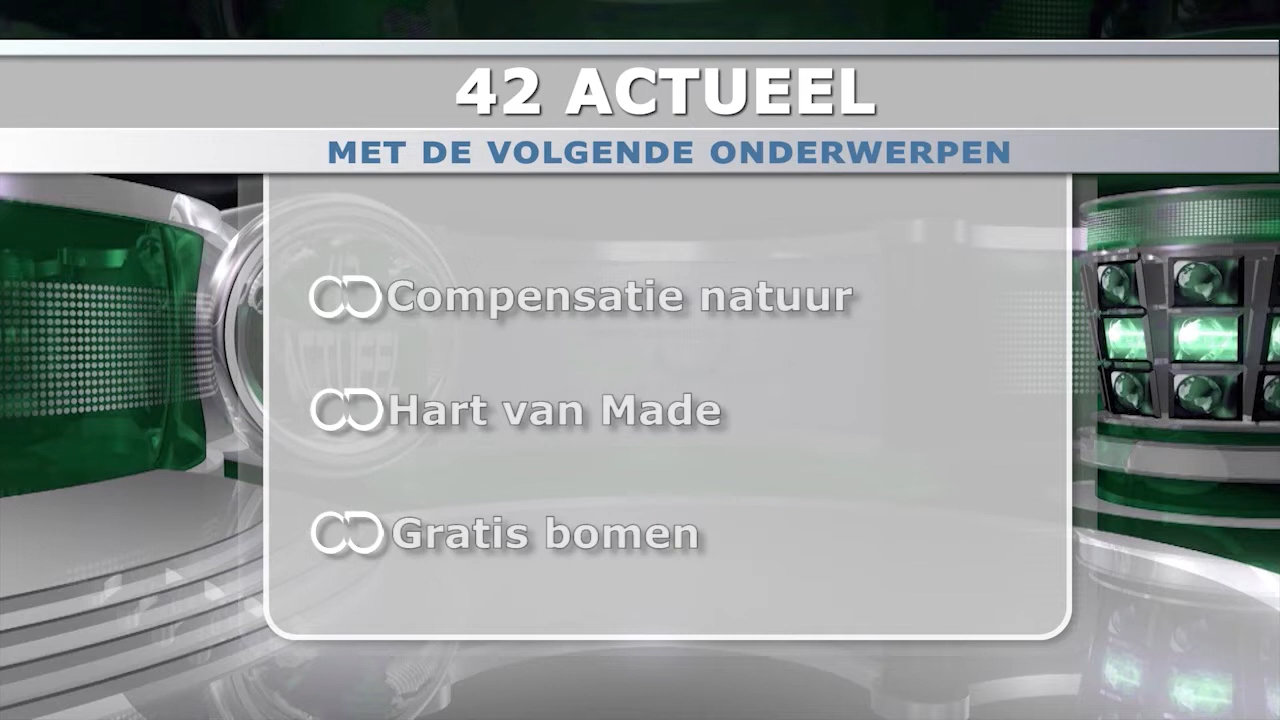 42 ACTUEEL
MET DE VOLGENDE ONDERWERPEN
Compensatie natuur
Hart van Made
Gratis bomen